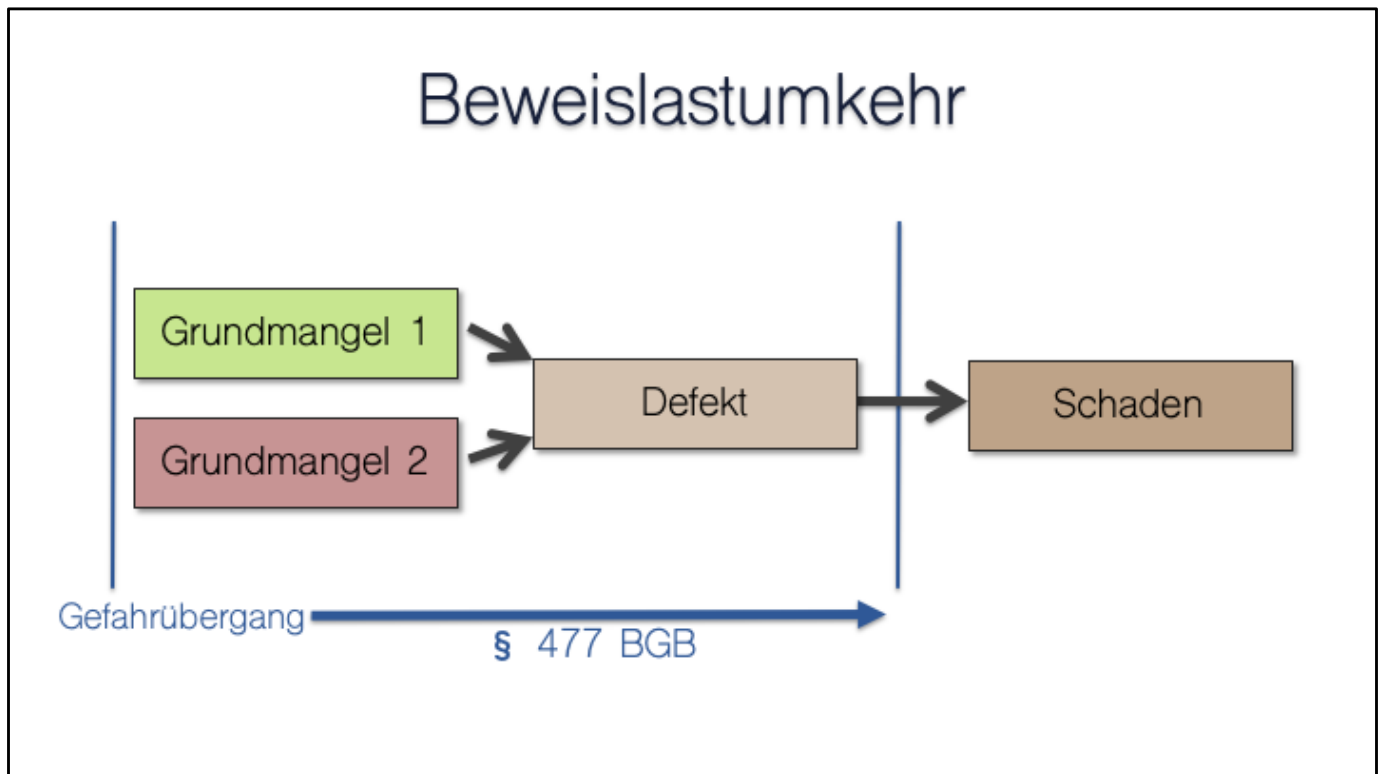 Beweislastumkehr
Grundmangel 1
Defekt
Schaden
Grundmangel 2
Gefahrübergang
§ 477 BGB